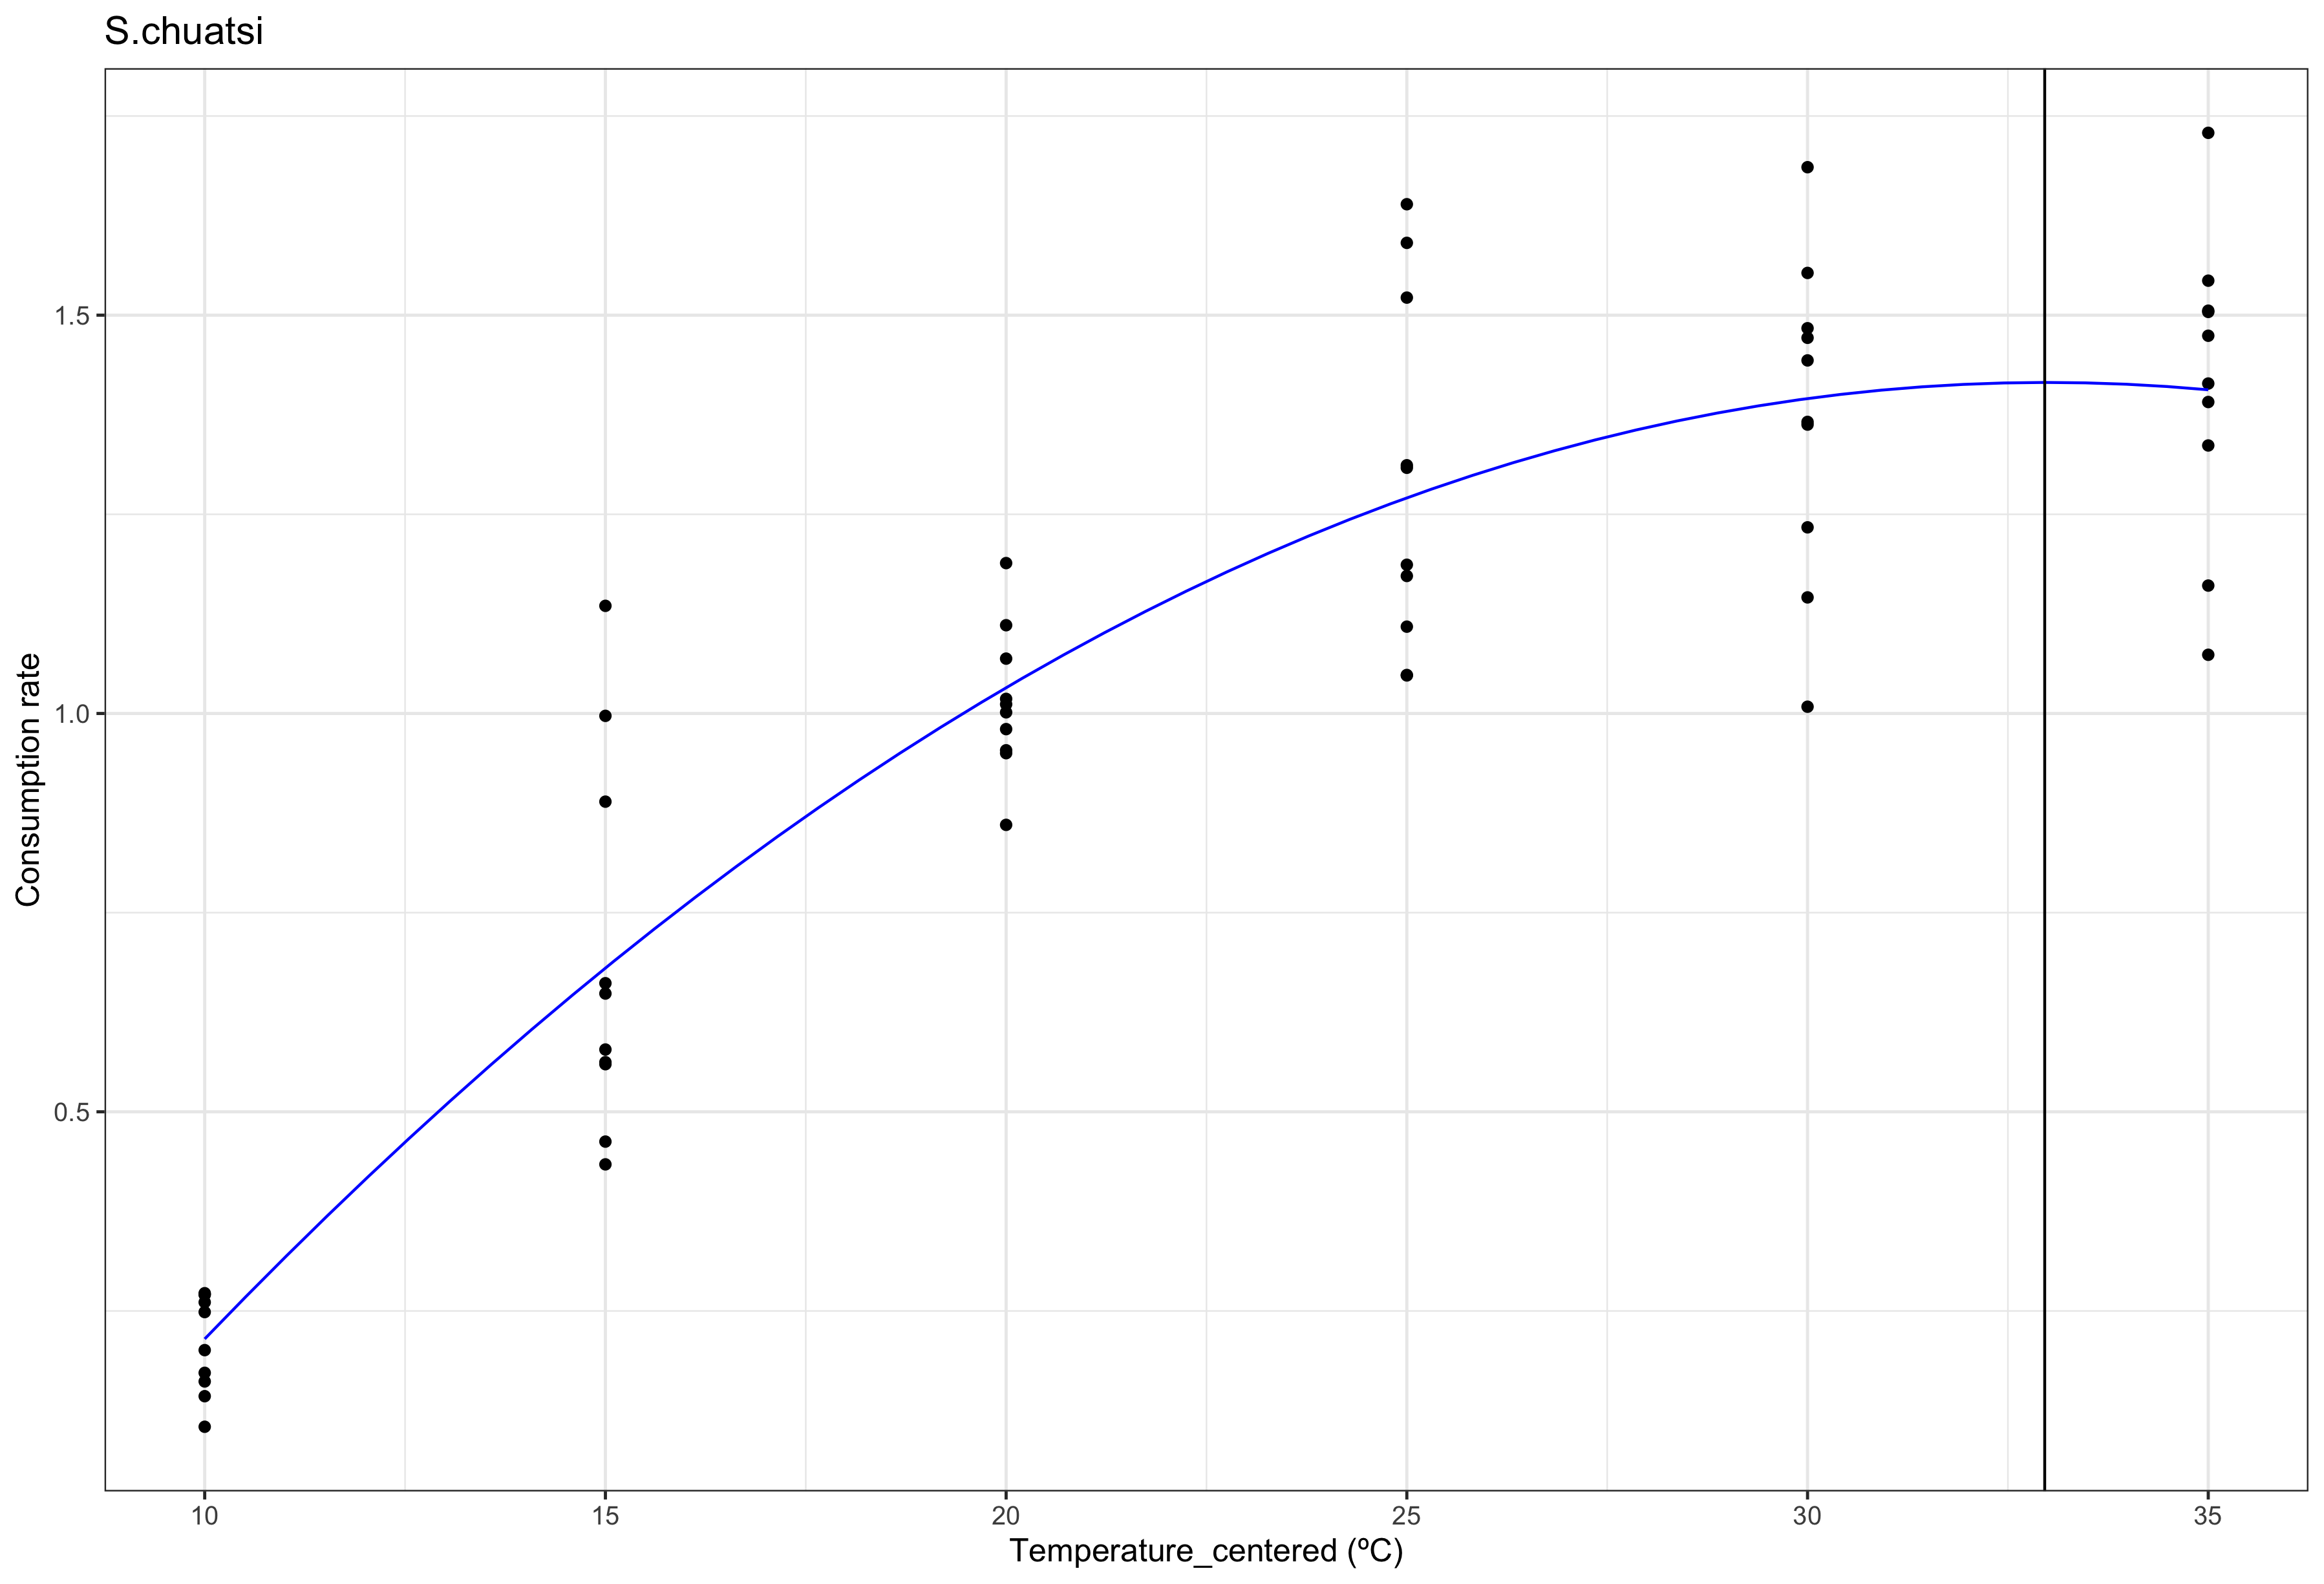 S.chuatsi
Consumption rate
1.5
1.0
0.5
10 15 20 25 30 35
Temperature_centered (ºC)